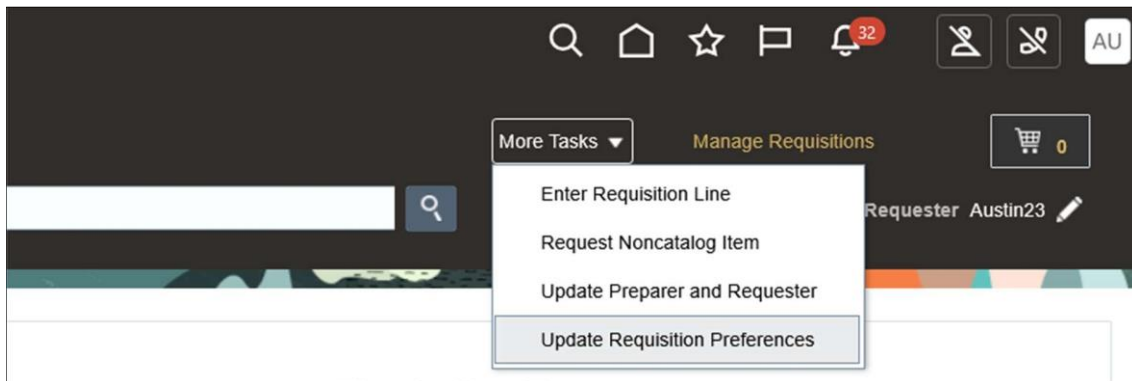 32
AU
More Tasks
Manage Requisitions
0
Enter Requisition Line
Requester Austin23
Request Noncatalog Item
Update Preparer and Requester
Update Requisition Preferences